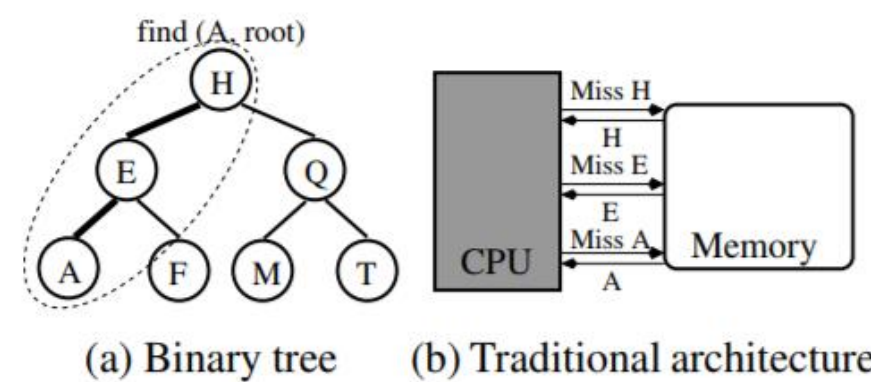 find (A, root)
H
E
Q
A
F
M
T
(a) Binary tree
Miss H
H
Miss E
E
Miss A
A
CPU
Memory
(b) Traditional architecture